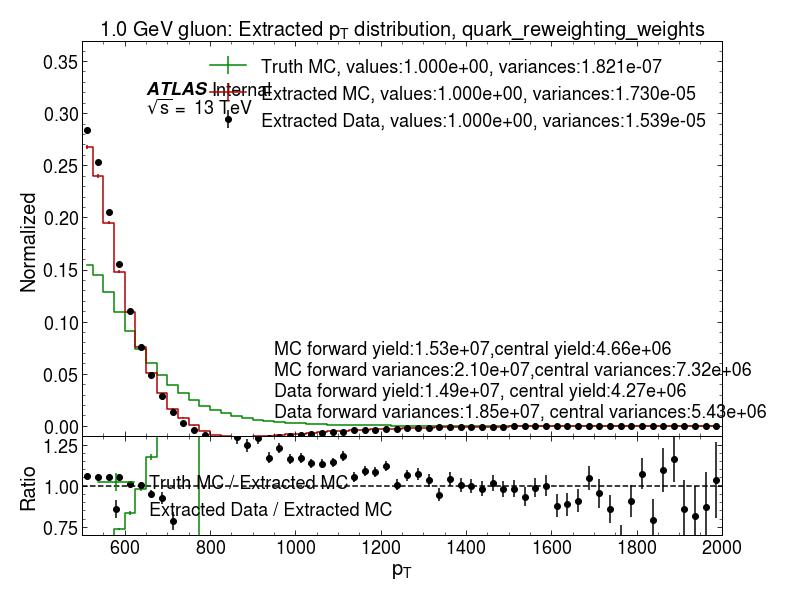 1.0 GeV gluon: Extracted pT distribution, quark_reweighting_weights
0.35
0.30
0.25
0.20
0.15
0.10
0.05
0.00
Normalized
Truth MC, values:1.000e+00, variances:1.821e-07
ATLAS Internal
Extracted MC, values:1.000e+00, variances:1.730e-05
√s = 13 TeV
Extracted Data, values:1.000e+00, variances:1.539e-05
MC forward yield:1.53e+07,central yield:4.66e+06
MC forward variances:2.10e+07,central variances:7.32e+06
Data forward yield:1.49e+07, central yield:4.27e+06
Data forward variances:1.85e+07, central variances:5.43e+06
1.25
1.00
0.75
Ratio
Truth MC / Extracted MC
Extracted Data / Extracted MC
600 800 1000 1200 1400 1600 1800 2000
pT